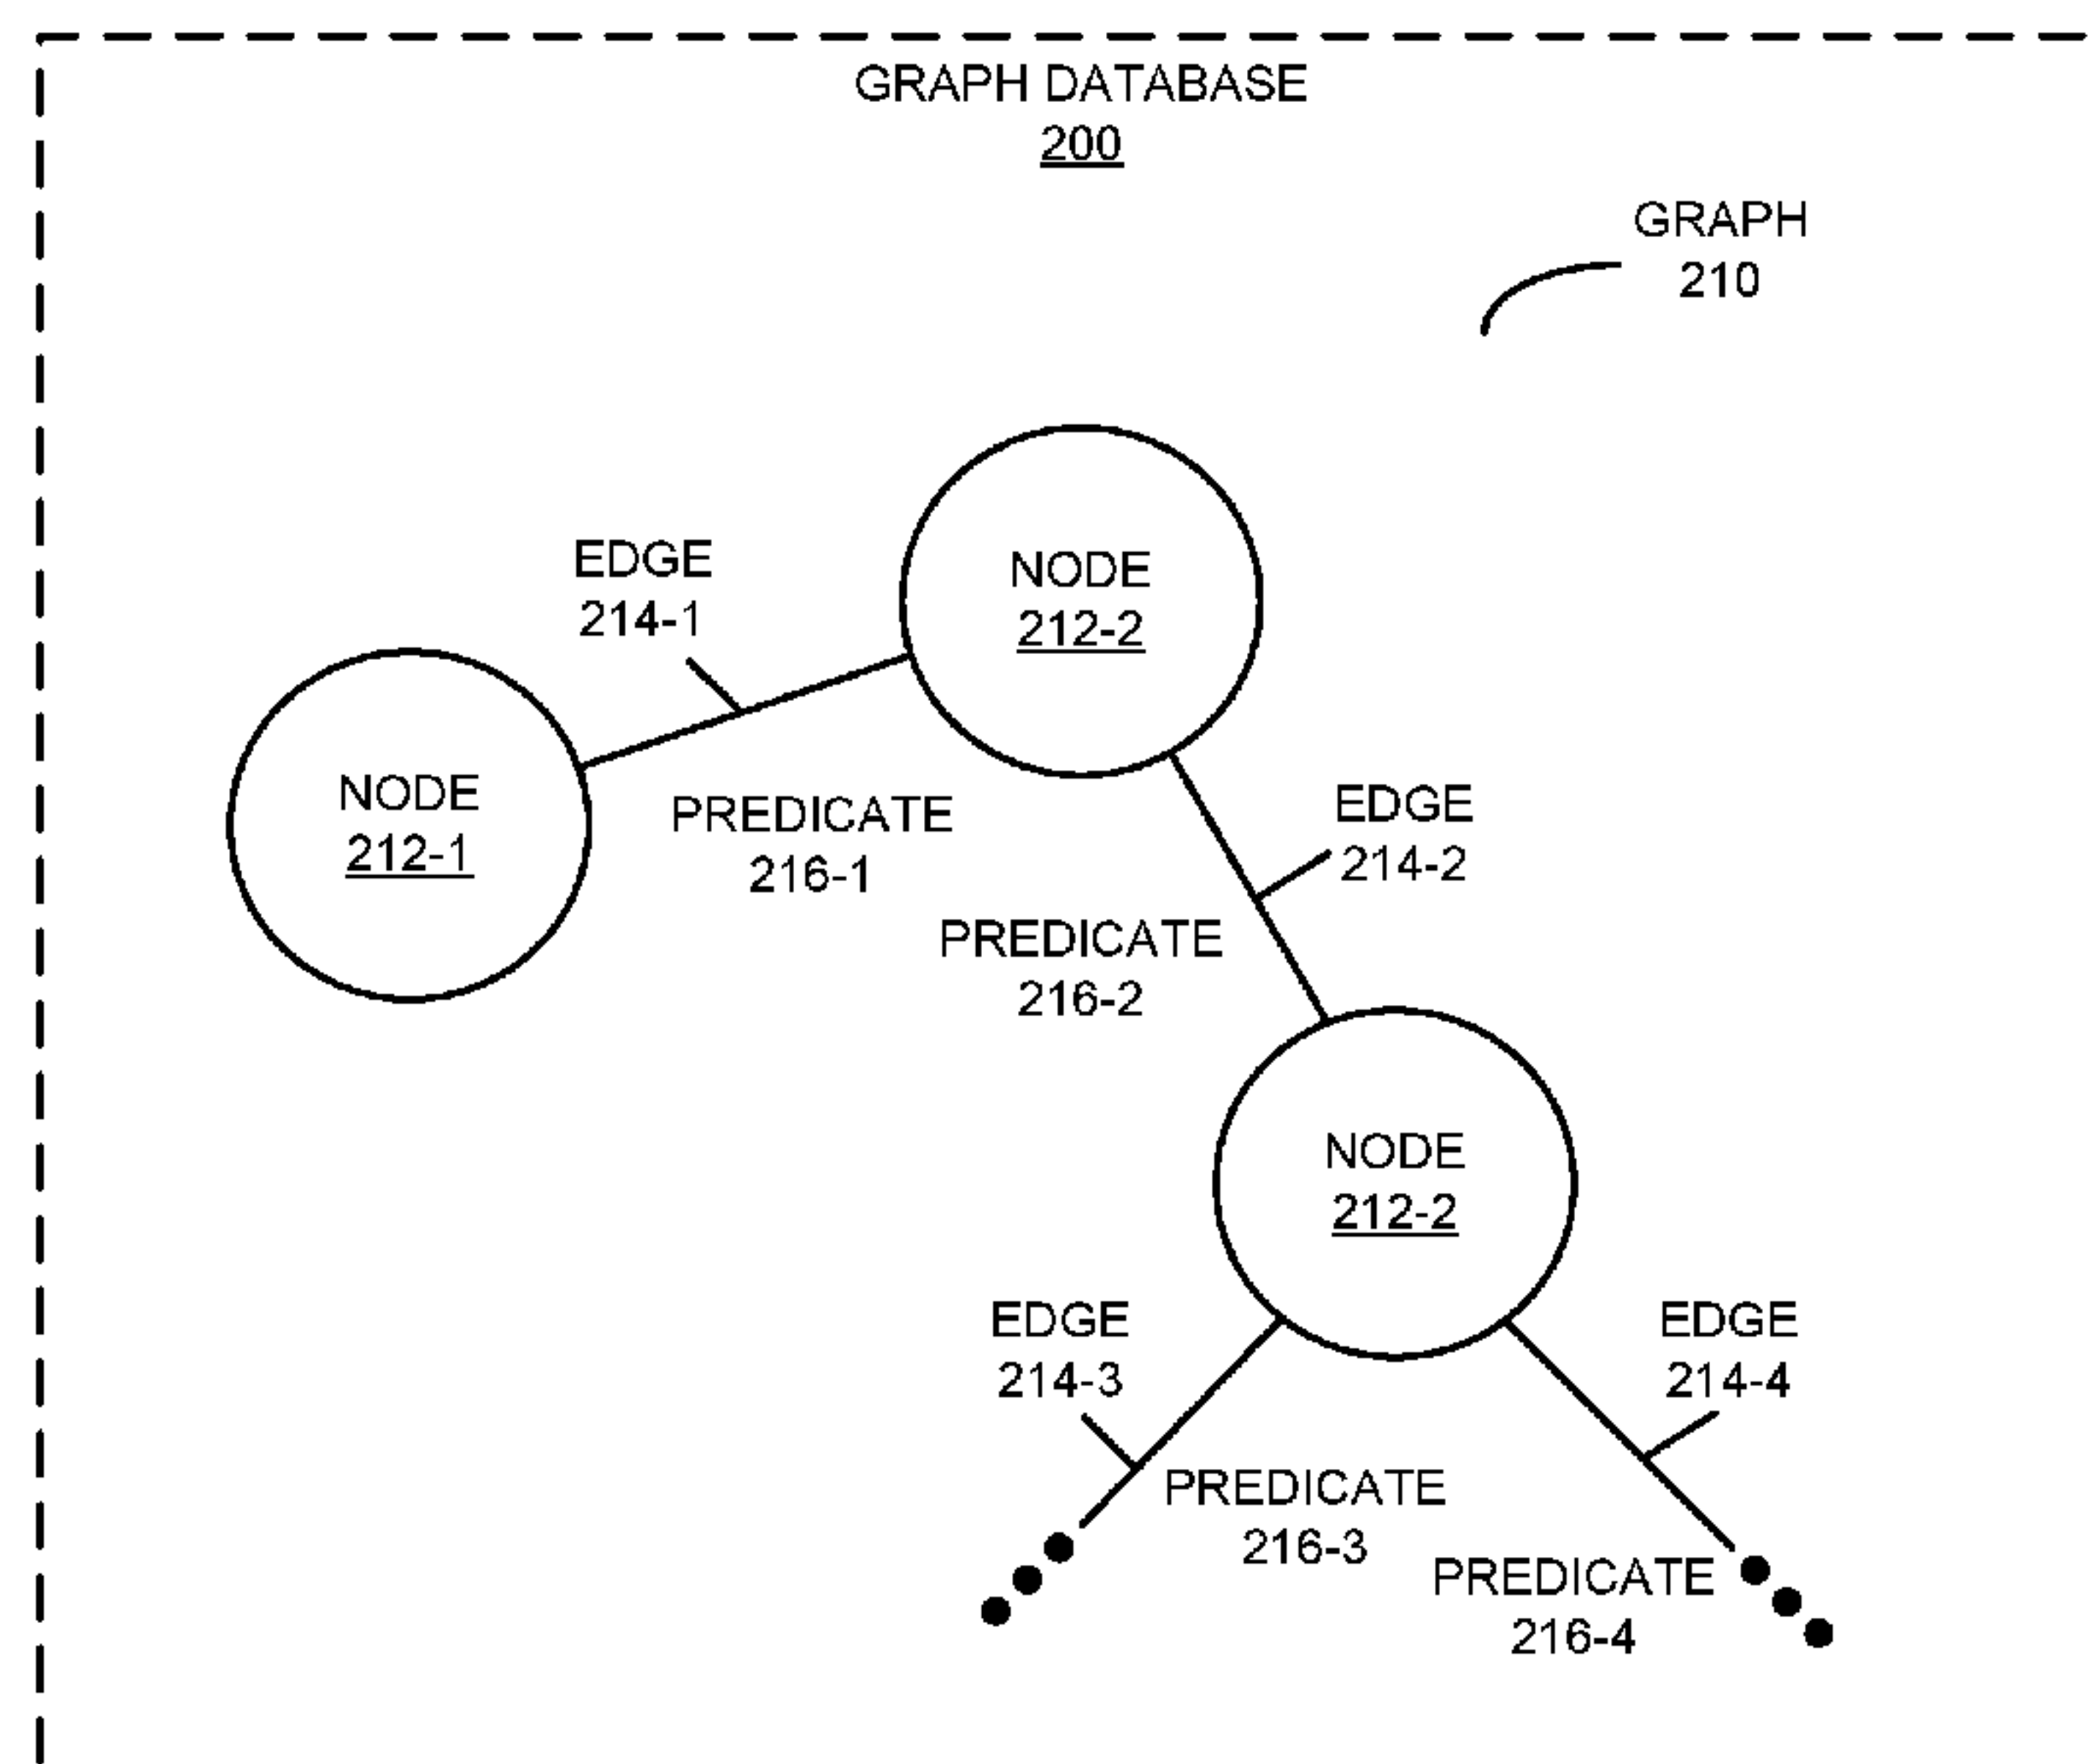 GRAPH DATABASE
200
GRAPH
210
EDGE
214-1
NODE
212-2
NODE
212-1
PREDICATE
216-1
EDGE
214-2
PREDICATE
216-2
NODE
212-2
EDGE
214-3
EDGE
214-4
PREDICATE
216-3
PREDICATE
216-4